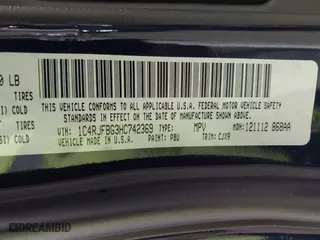 0 LB
TIRES
SI COLD
TIRES
SI COLD
THIS VEHICLE CONFORMS TO ALL APPLICABLE U.S.A. FEDERAL MOTOR VEHICLE SAFETY
STANDARDS IN EFFECT ON THE DATE OF MANUFACTURE SHOWN ABOVE.
VIN: 1C4RJFBG3HC742369 MPV MDH:121112 868AA
VEHICLE MADE IN U.S.A. PAINT: PBU TRIM: CJX9
DREAMBID